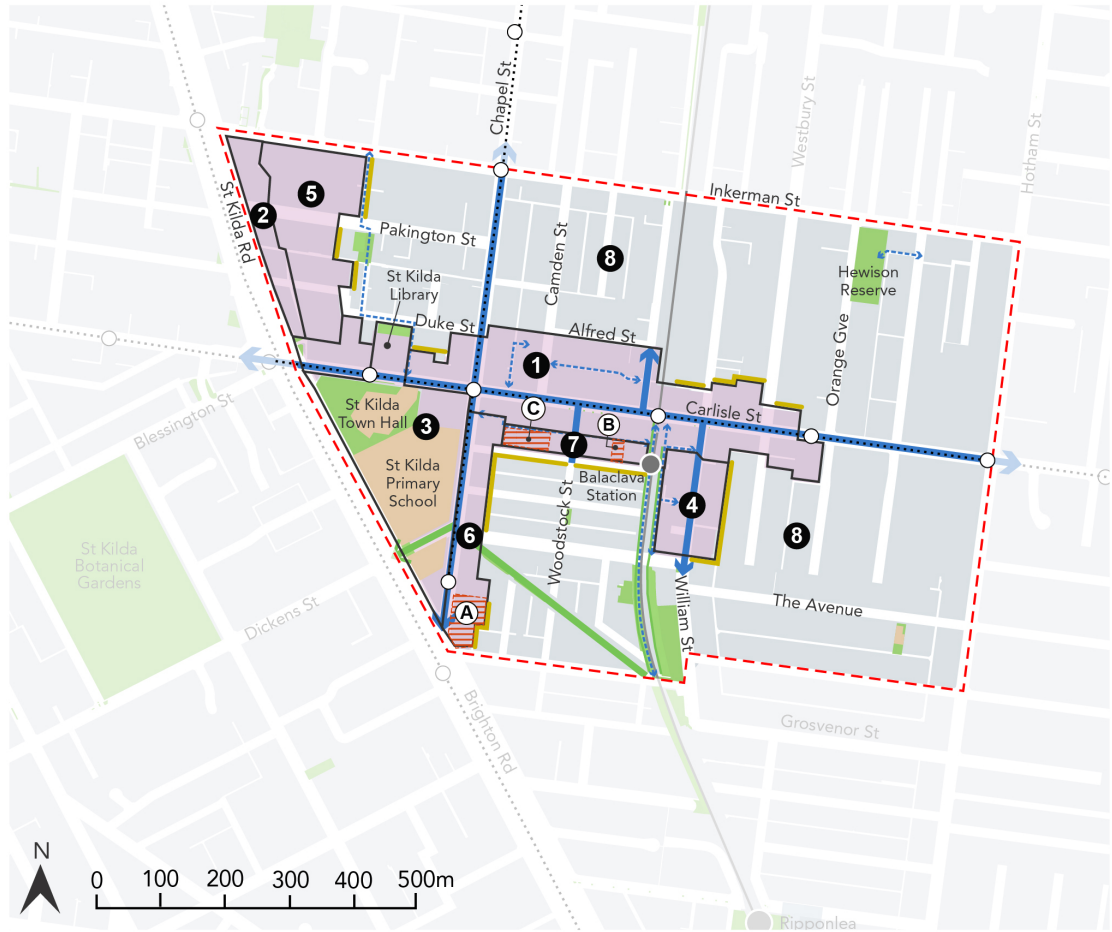 Chapel St
Westbury St
Hotham St
Inkerman St
5
2
St Kilda Rd
Pakington St
Camden St
8
Hewison
Reserve
St Kilda
Library
Duke St
Alfred St
1
Orange Gve
Carlisle St
Blessington St
St Kilda
Town Hall
3
C
B
7
St Kilda
Primary
School
Balaclava
Station
4
6
8
Woodstock St
St Kilda
Botanical
Gardens
Dickens St
A
William St
The Avenue
Brighton Rd
Grosvenor St
N
0 100 200 300 400 500m
Ripponlea